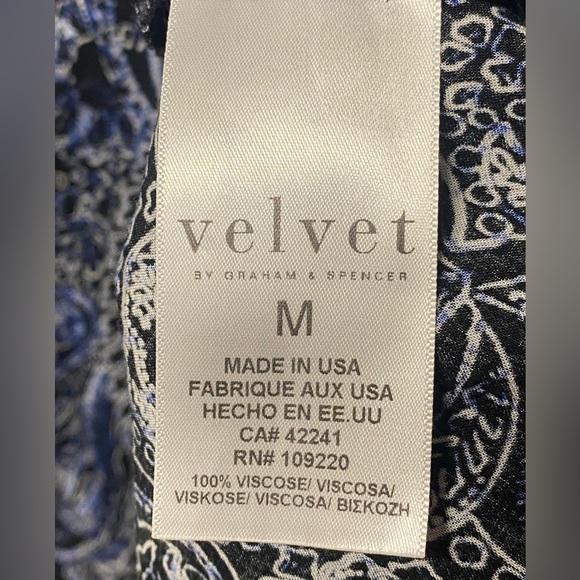 velvet
BY GRAHAM & SPENCER
M
MADE IN USA
FABRIQUE AUX USA
HECHO EN EE.UU
CA# 42241
RN# 109220
100% VISCOSE/ VISCOSA/
VISKOSE/ VISCOSA/ ΒΙΣΚΟΖΗ